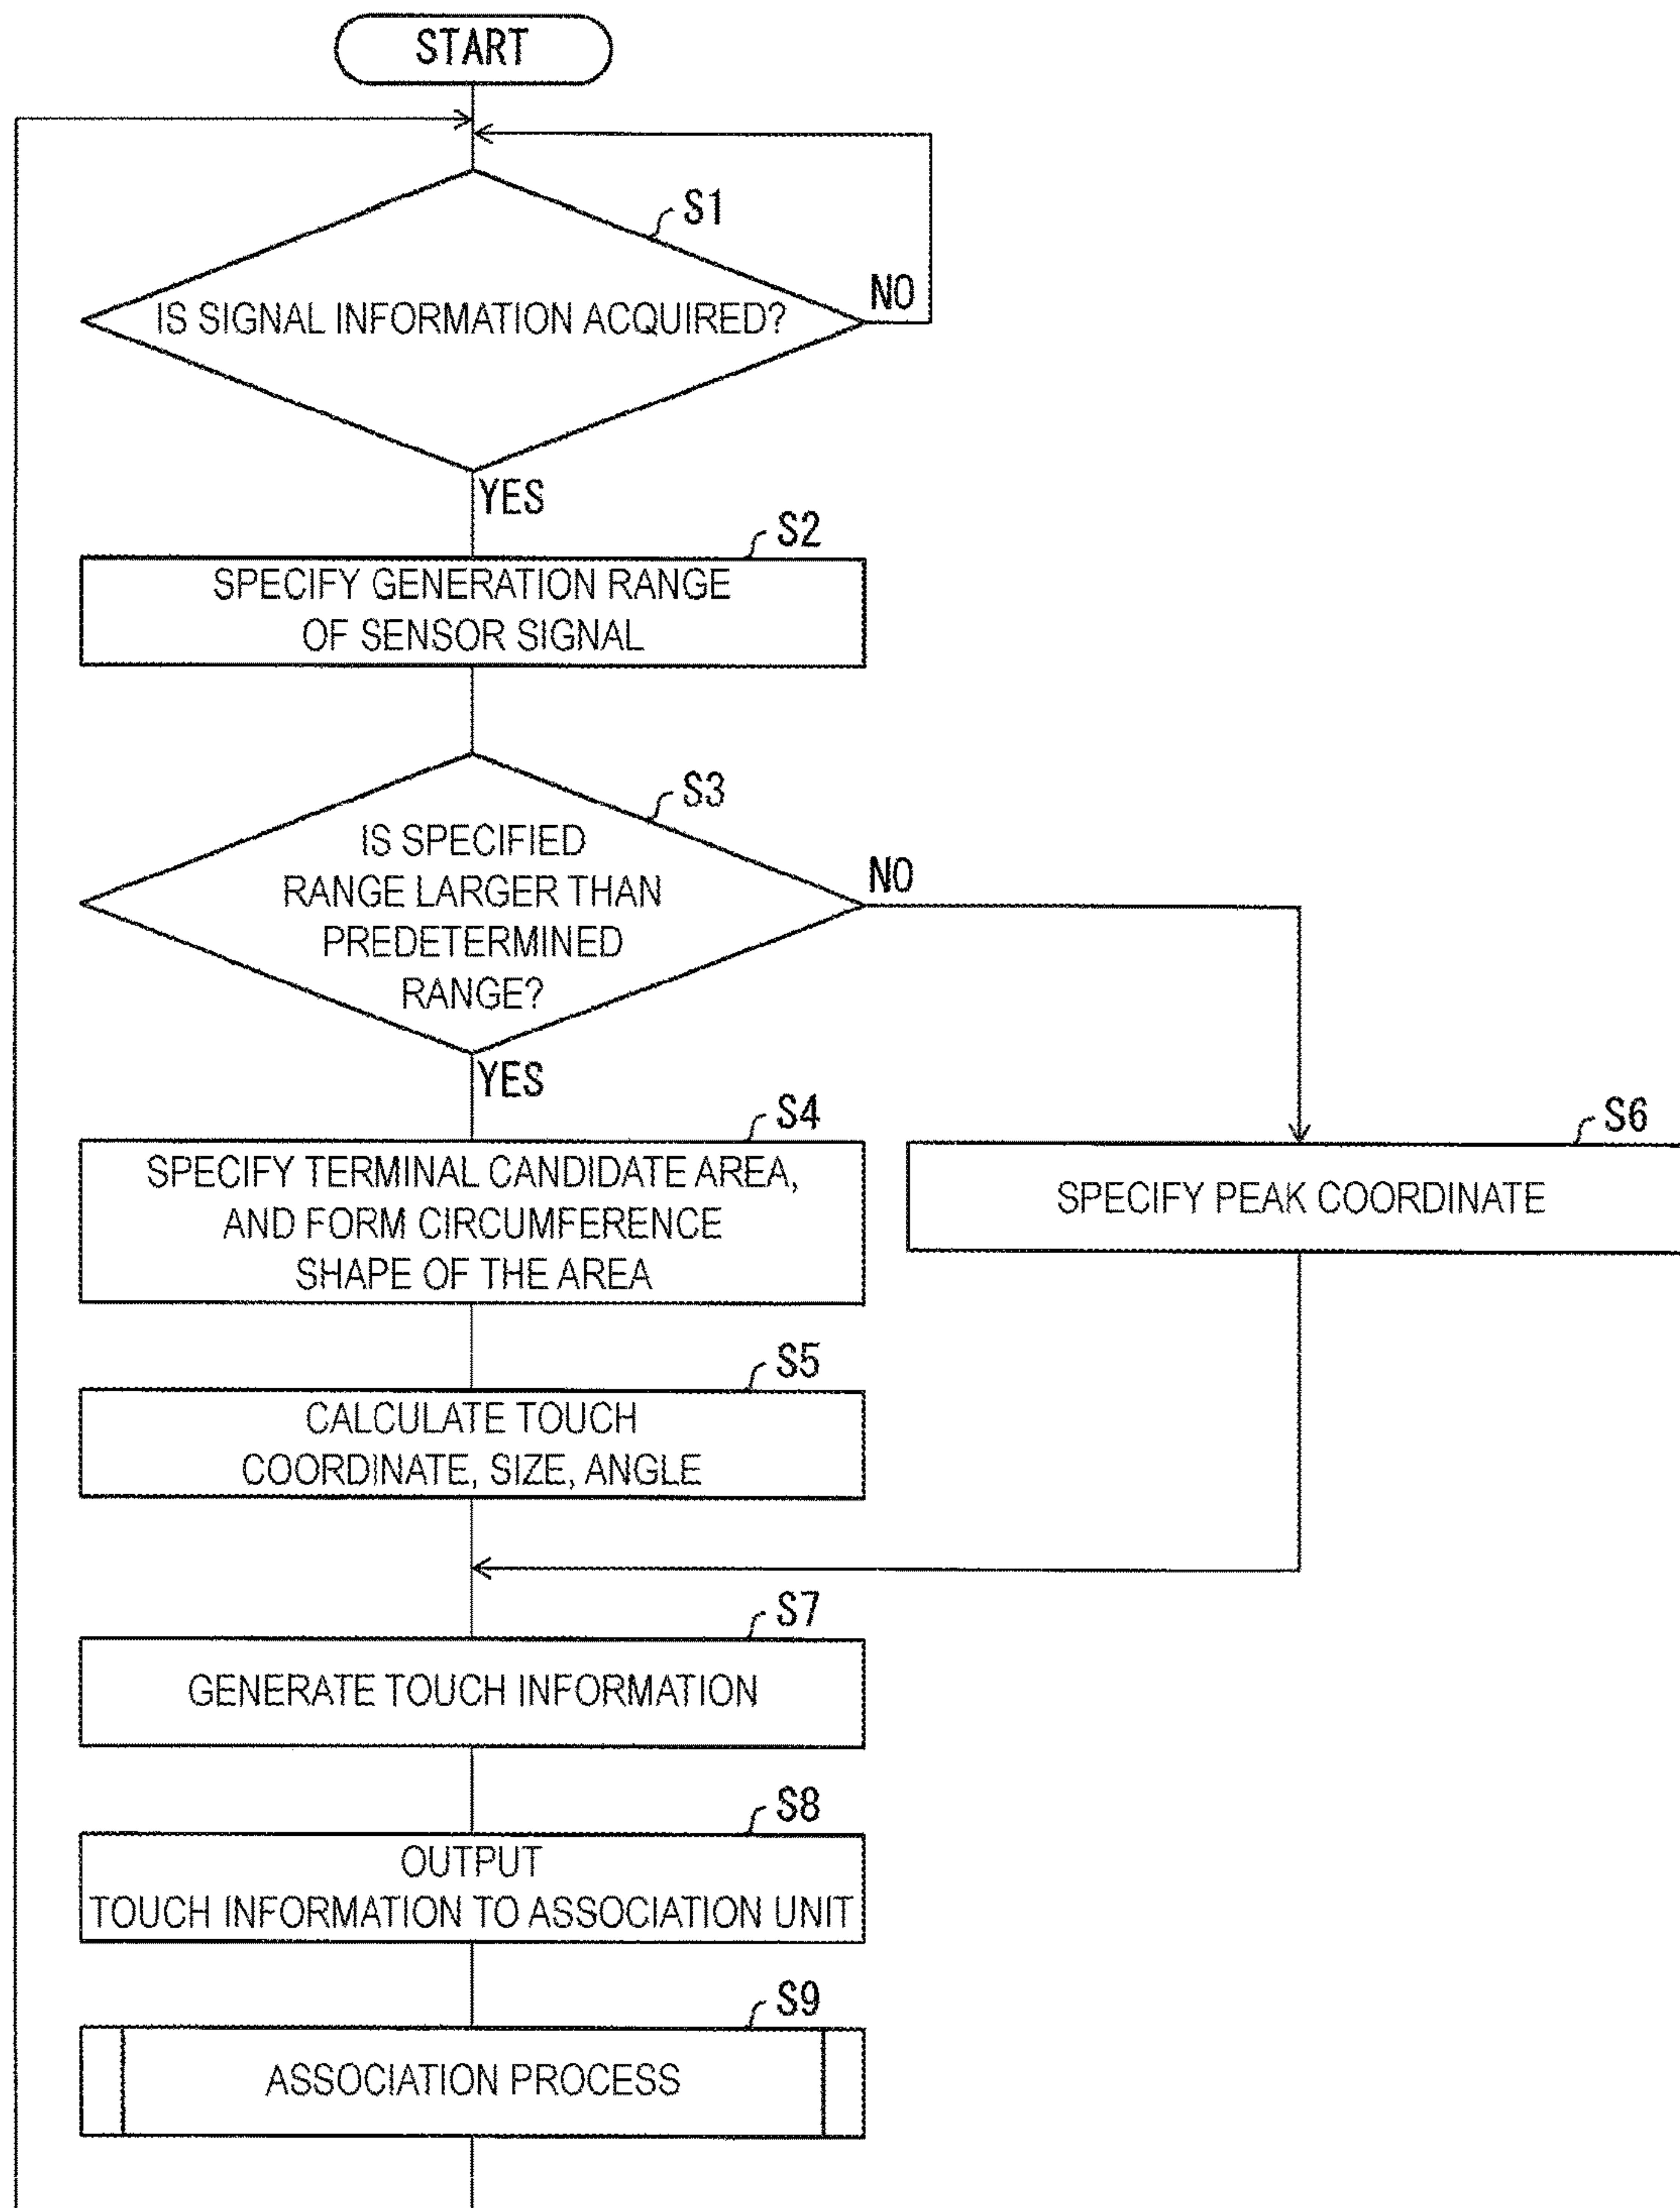 START
S1
IS SIGNAL INFORMATION ACQUIRED?
NO
YES
S2
SPECIFY GENERATION RANGE
OF SENSOR SIGNAL
S3
IS SPECIFIED
RANGE LARGER THAN
PREDETERMINED
RANGE?
NO
YES
S4
SPECIFY TERMINAL CANDIDATE AREA,
AND FORM CIRCUMFERENCE
SHAPE OF THE AREA
S6
SPECIFY PEAK COORDINATE
S5
CALCULATE TOUCH
COORDINATE, SIZE, ANGLE
S7
GENERATE TOUCH INFORMATION
S8
OUTPUT
TOUCH INFORMATION TO ASSOCIATION UNIT
S9
ASSOCIATION PROCESS